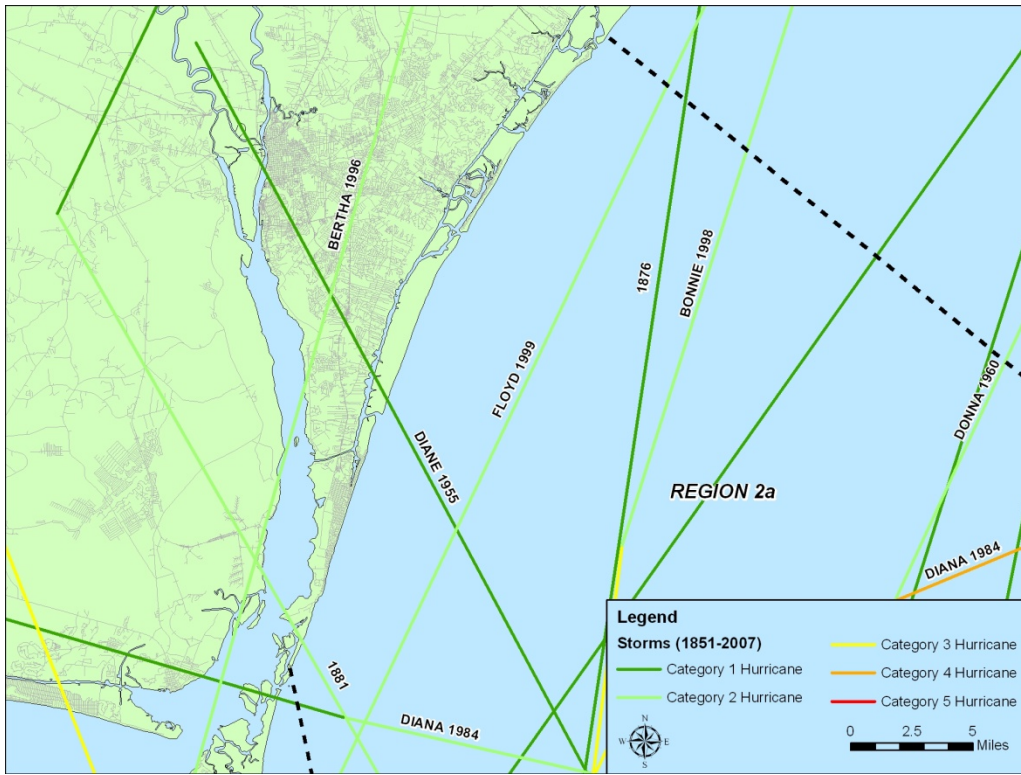 BERTHA 1996
1876
BONNIE 1998
FLOYD 1999
DONNA 1960
DIANE 1955
REGION 2a
DIANA 1984
1881
DIANA 1984
Legend
Storms (1851-2007)
Category 1 Hurricane
Category 2 Hurricane
Category 3 Hurricane
Category 4 Hurricane
Category 5 Hurricane
N
W E
S
0 2.5 5
Miles